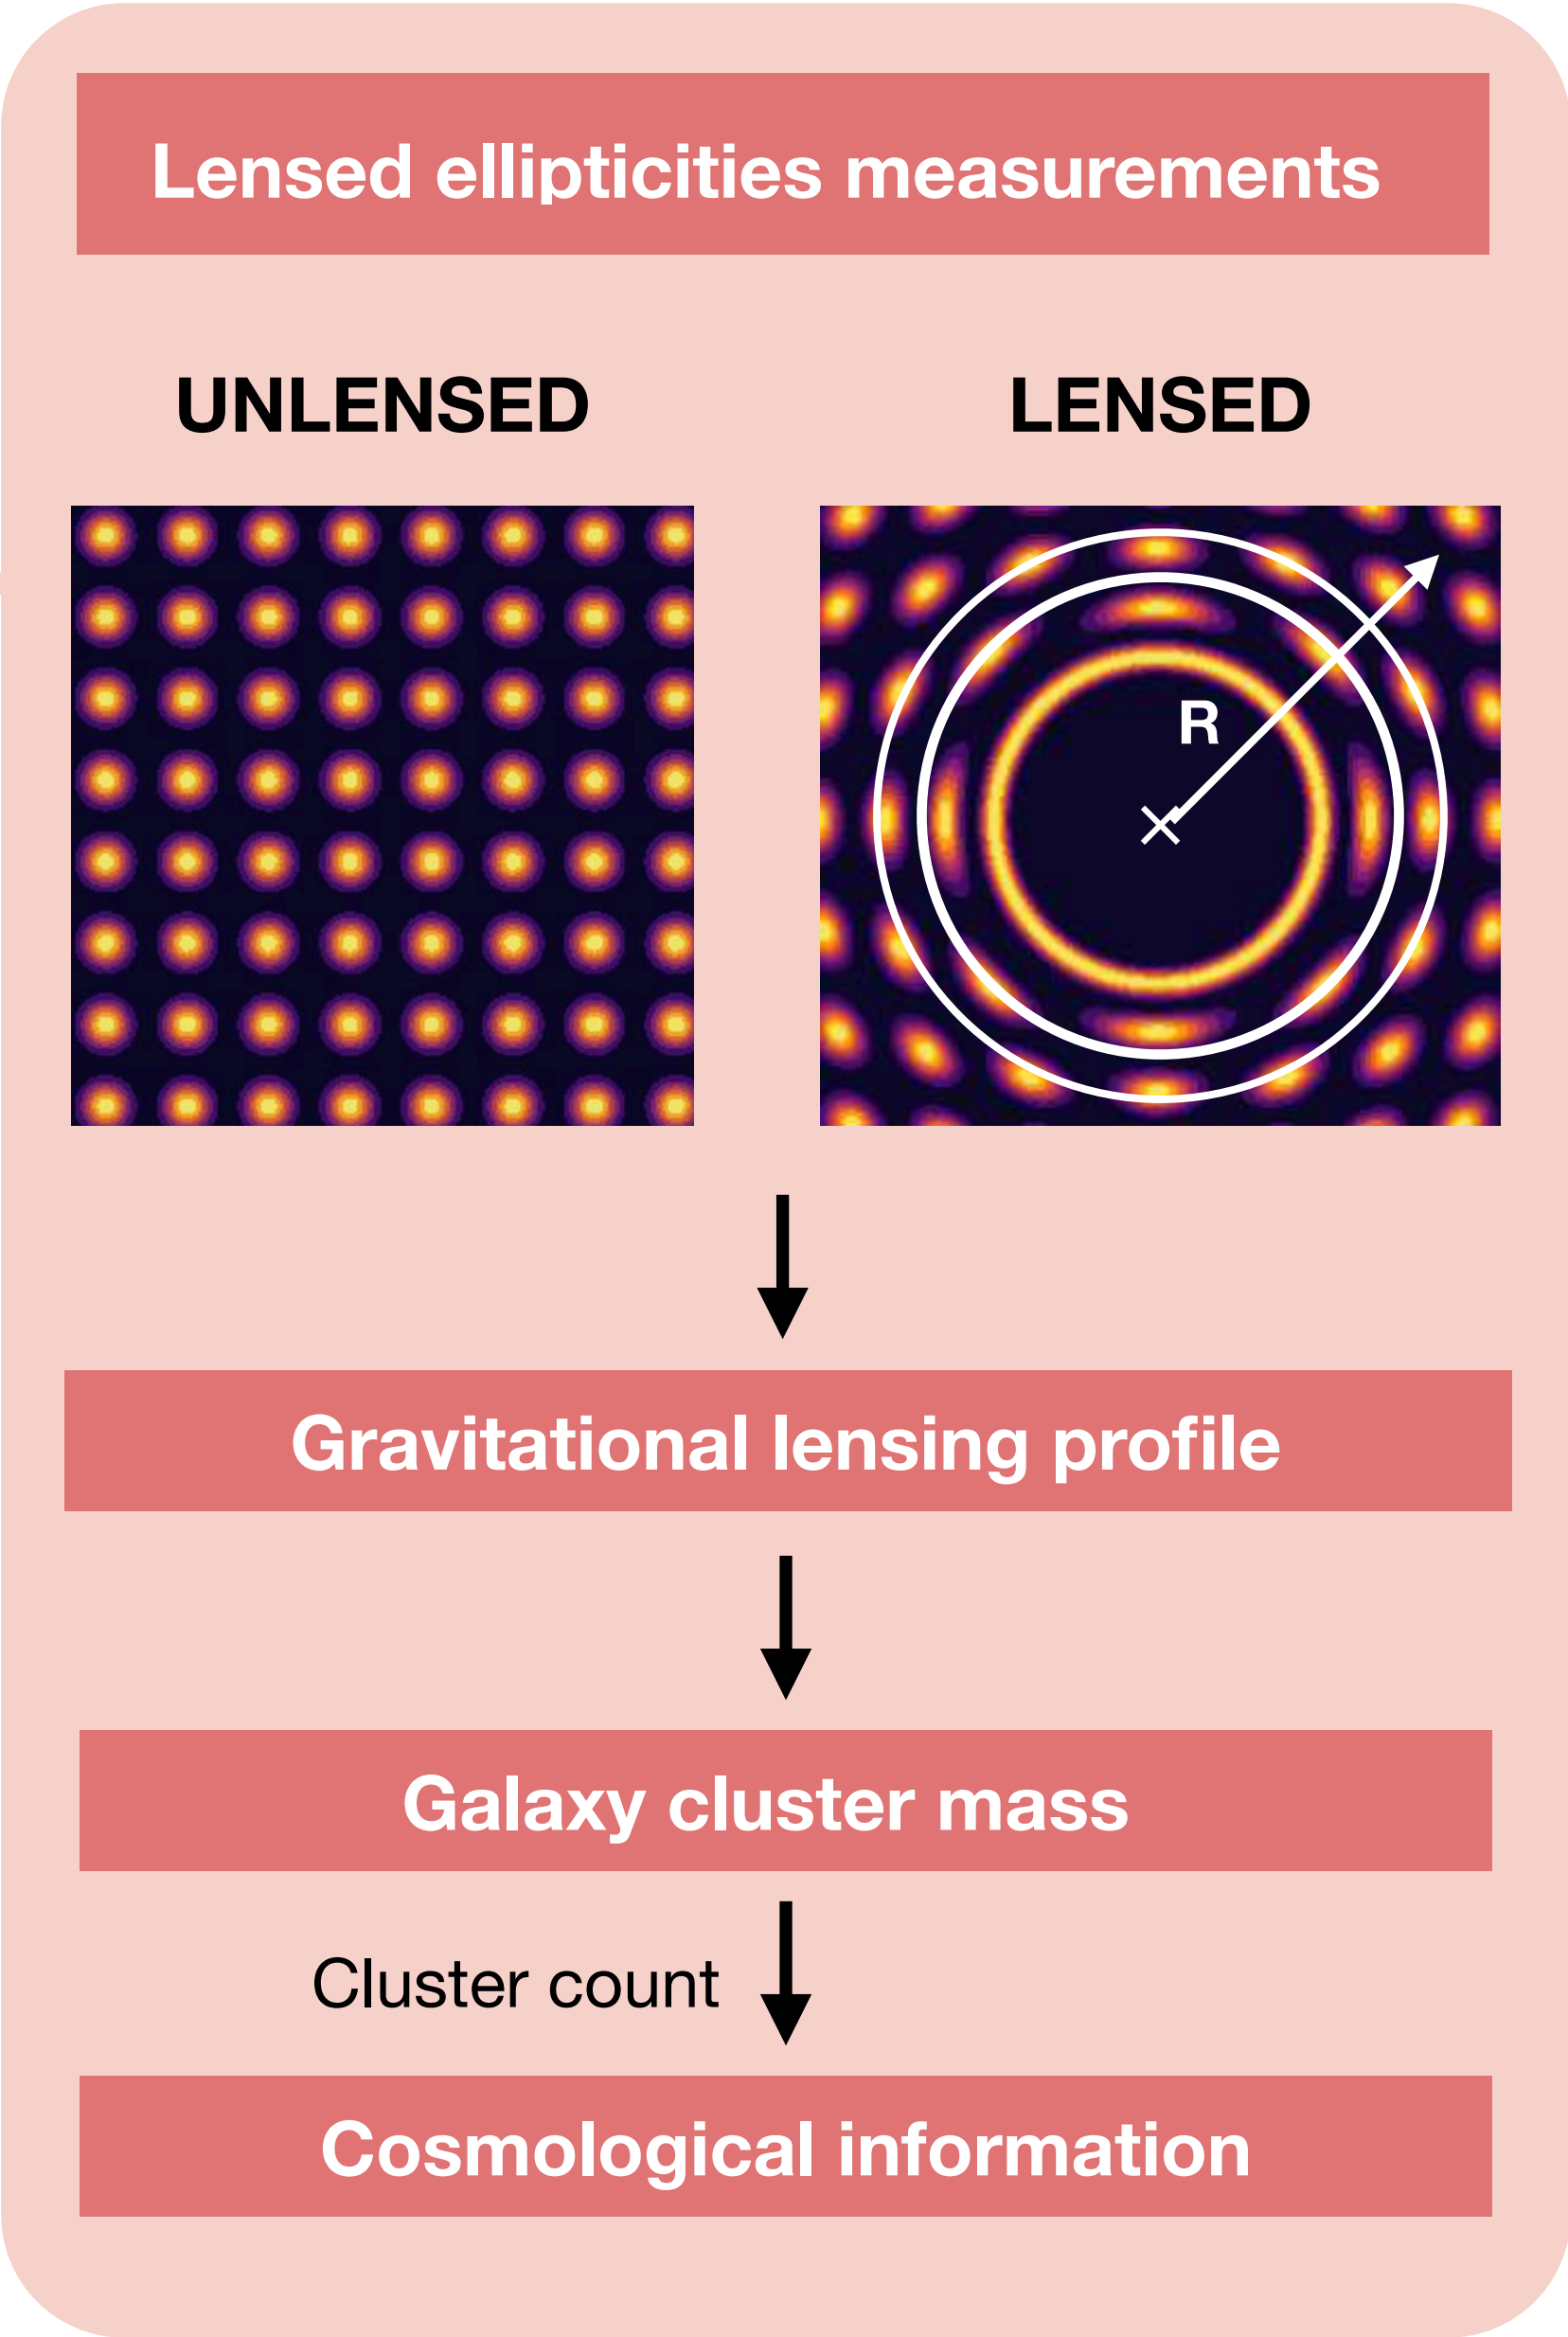 Lensed ellipticities measurements
UNLENSED
LENSED
R
Gravitational lensing profile
Galaxy cluster mass
Cluster count
Cosmological information